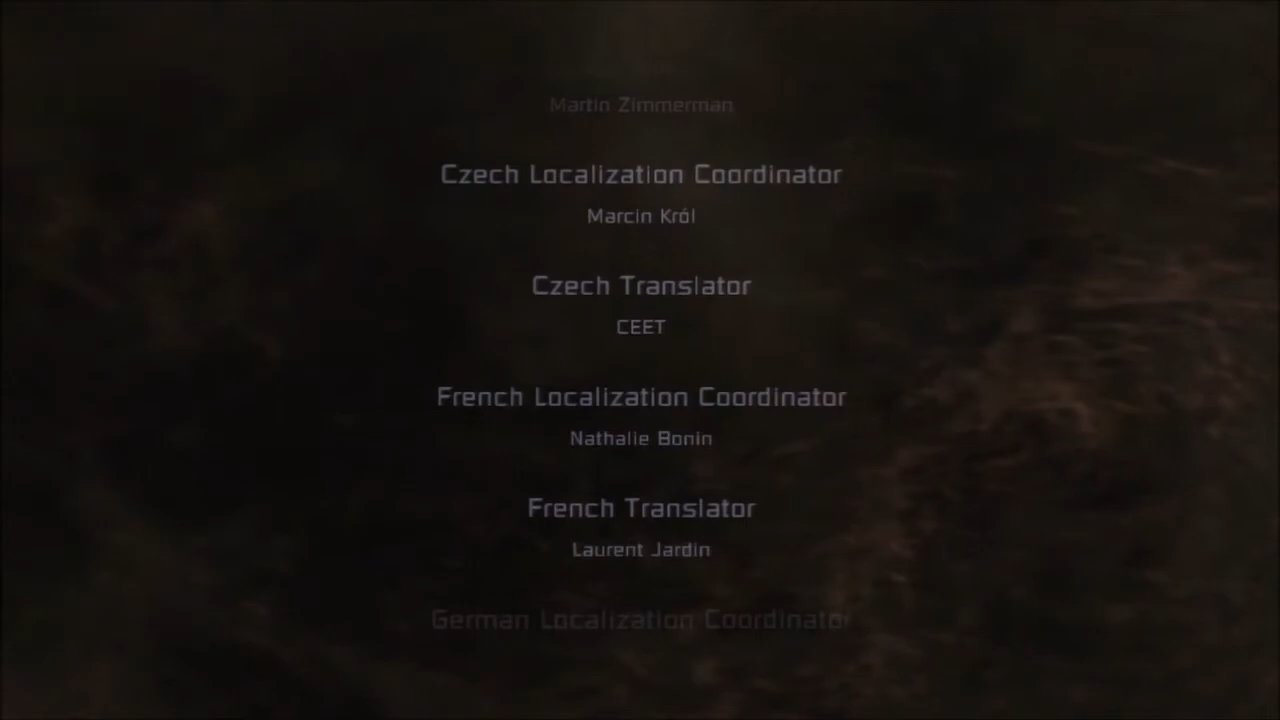 Martin Zimmerman
Czech Localization Coordinator
Marcin Król
Czech Translator
CEET
French Localization Coordinator
Nathalie Bonin
French Translator
Laurent Jardin
German Localization Coordinator